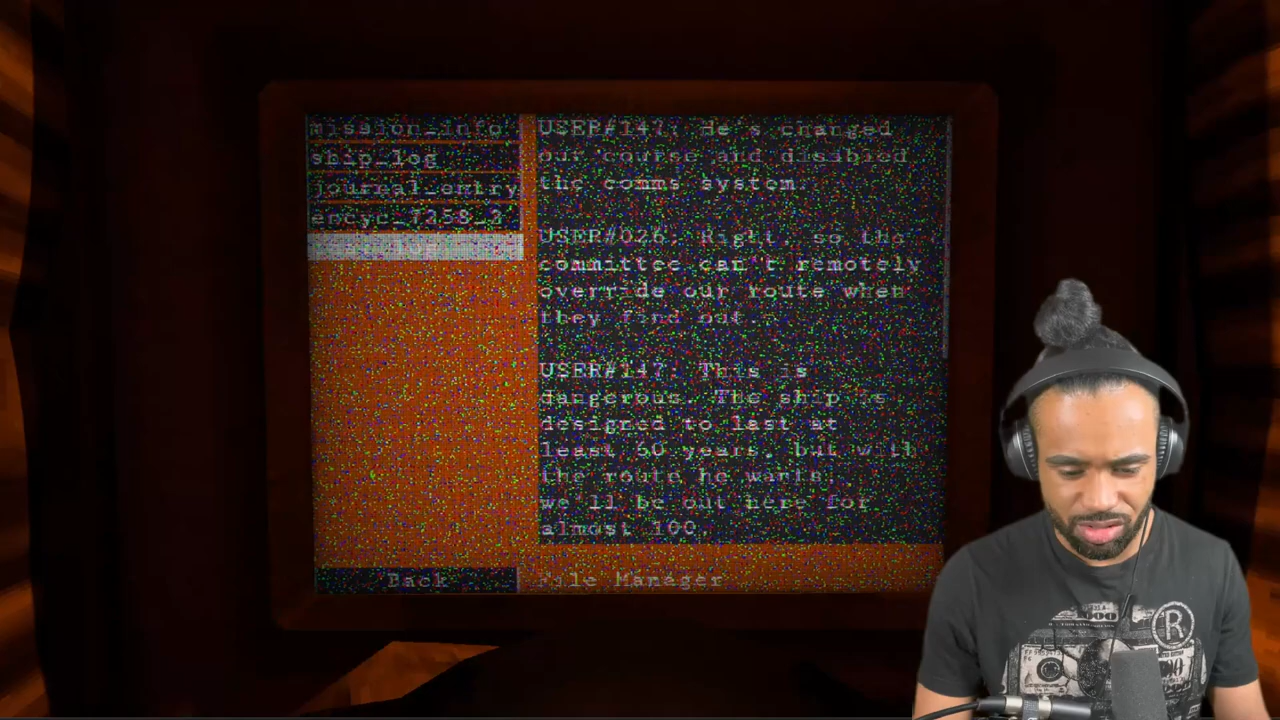 mission_info
ship_log
journal_entry
encyc_7258_3
USER#147: He's changed
our course and disabled
the comms system.
USER#026: Right, so the
committee can't remotely
override our route when
they find out.
USER#147: This is
dangerous. The ship is
designed to last at
least 60 years, but with
the route he wants,
we'll be out here for
almost 100.
Back
File Manager
®